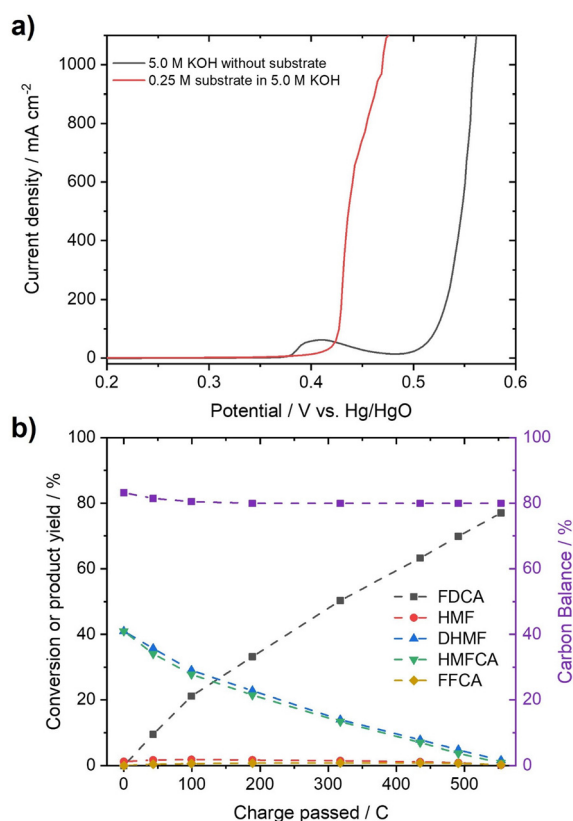 a)
5.0 M KOH without substrate
0.25 M substrate in 5.0 M KOH
Current density / mA cm⁻²
1000
800
600
400
200
0
0.2 0.3 0.4 0.5 0.6
Potential / V vs. Hg/HgO
b)
Conversion or product yield / %
100
80
60
40
20
0
FDCA
HMF
DHMF
HMFCA
FFCA
100
80
60
40
20
0
Carbon Balance / %
0 100 200 300 400 500
Charge passed / C